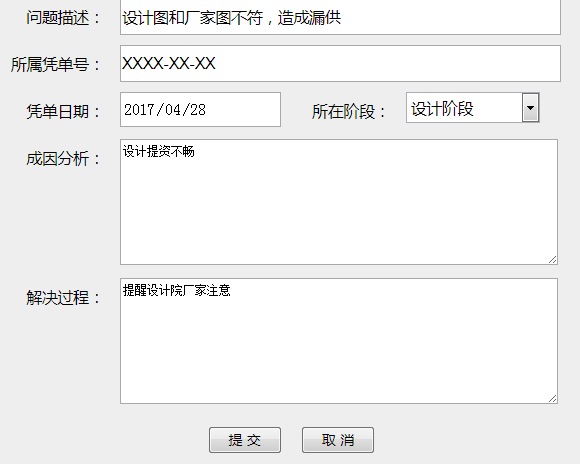 问题描述： 设计图和厂家图不符，造成漏供
所属凭单号： XXXX-XX-XX
凭单日期： 2017/04/28 所在阶段： 设计阶段
成因分析： 设计提资不畅
解决过程： 提醒设计院厂家注意
提 交 取 消